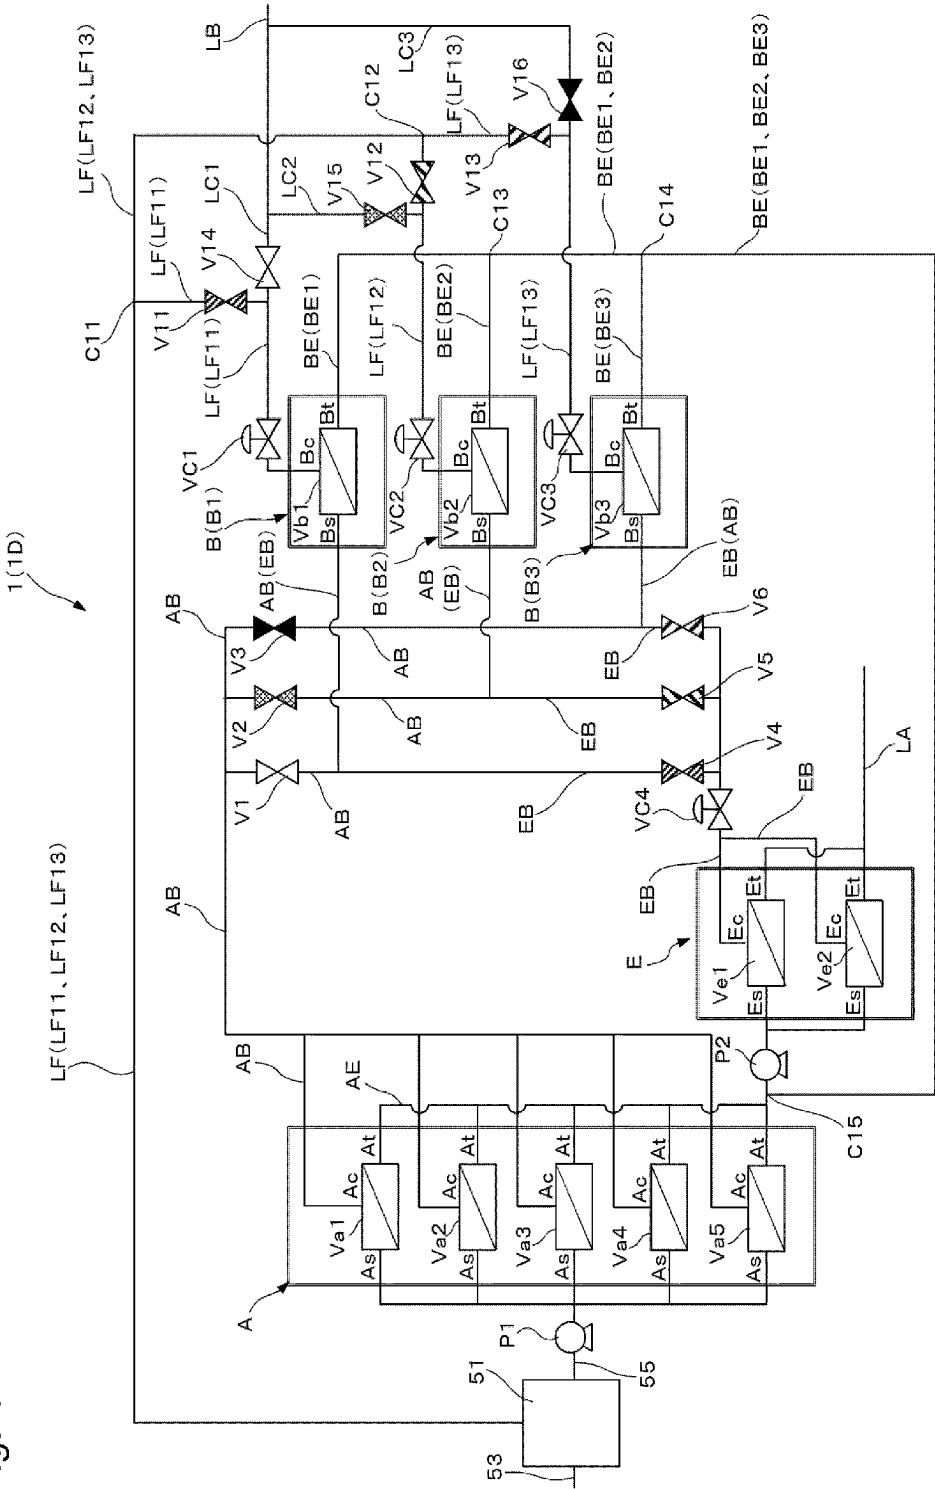 1(1D)
LF(LF11、LF12、LF13)
LF(LF12、LF13)
C11
LF(LF11)
V11
LF(LF11)
V14
LC1
LB
AB
AB
AB(EB)
B(B1)
VC1
V3
V2
V1
AB
AB
AB
AB
AE
A
Va1
Ac
As
At
Va2
Ac
As
At
Va3
Ac
As
At
Va4
Ac
As
At
Va5
Ac
As
At
P1
51
53
55
Vb1
Bc
Bs
Bt
BE(BE1)
LC2
V15
V12
C12
LC3
LF(LF12)
B(B2)
AB
(EB)
VC2
Vb2
Bc
Bs
Bt
BE(BE2)
C13
LF(LF13)
V13
V16
LF(LF13)
B(B3)
VC3
Vb3
Bc
Bs
Bt
BE(BE3)
C14
BE(BE1、BE2)
BE(BE1、BE2、BE3)
EB
EB
EB
EB(AB)
V6
V5
V4
VC4
EB
EB
E
Ve1
Ec
Es
Et
Ve2
Ec
Es
Et
P2
C15
LA